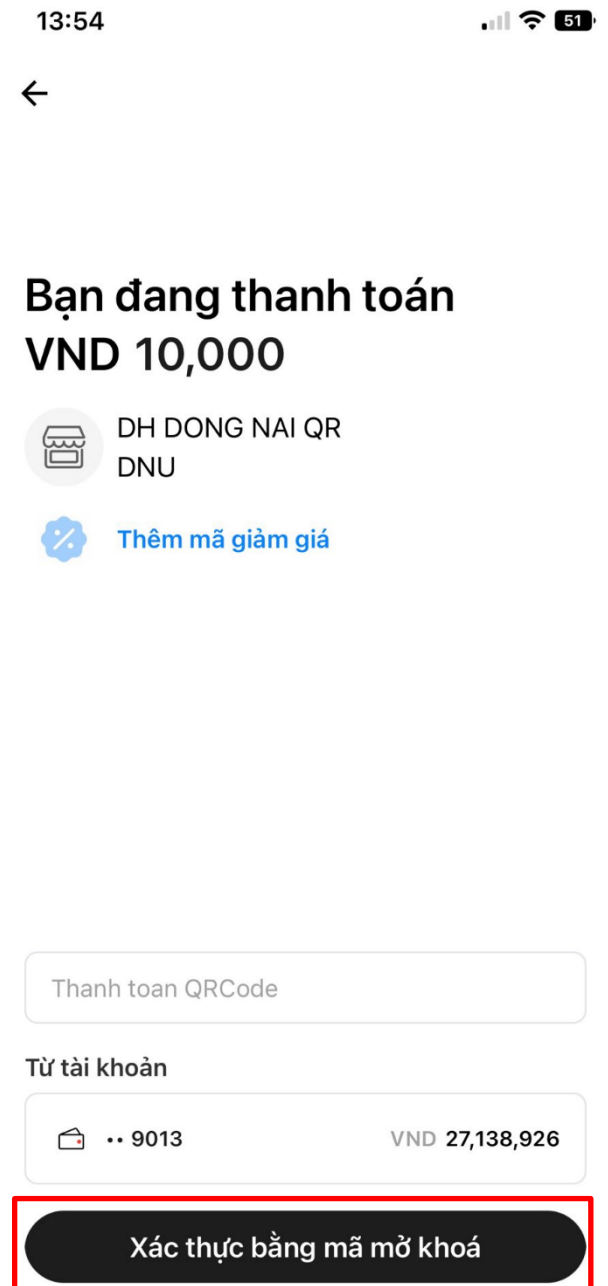 13:54
51
Bạn đang thanh toán
VND 10,000
DH DONG NAI QR
DNU
Thêm mã giảm giá
Thanh toan QRCode
Từ tài khoản
•• 9013 VND 27,138,926
Xác thực bằng mã mở khoá